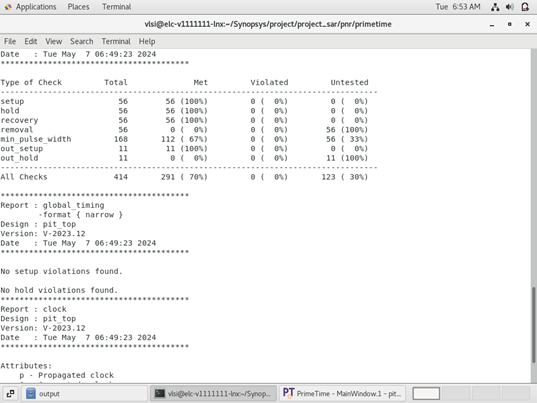 Applications Places Terminal Tue 6:53 AM
vlsi@elc-v1111111-lnx:~/Synopsys/project/project_sar/pnr/primetime
File Edit View Search Terminal Help
Date   : Tue May  7 06:49:23 2024
****************************************
Type of Check          Total              Met         Violated         Untested
--------------------------------------------------------------------------------
setup                     56        56 (100%)         0 (  0%)         0 (  0%)
hold                      56        56 (100%)         0 (  0%)         0 (  0%)
recovery                  56        56 (100%)         0 (  0%)         0 (  0%)
removal                   56         0 (  0%)         0 (  0%)        56 (100%)
min_pulse_width          168       112 ( 67%)         0 (  0%)        56 ( 33%)
out_setup                 11        11 (100%)         0 (  0%)         0 (  0%)
out_hold                  11         0 (  0%)         0 (  0%)        11 (100%)
--------------------------------------------------------------------------------
All Checks               414       291 ( 70%)         0 (  0%)       123 ( 30%)
****************************************
Report : global_timing
        -format { narrow }
Design : pit_top
Version: V-2023.12
Date   : Tue May  7 06:49:23 2024
****************************************
No setup violations found.
No hold violations found.
****************************************
Report : clock
Design : pit_top
Version: V-2023.12
Date   : Tue May  7 06:49:23 2024
****************************************
Attributes:
    p - Propagated clock
output vlsi@elc-v1111111-lnx:~/Synop... PT PrimeTime - MainWindow.1 - pit...